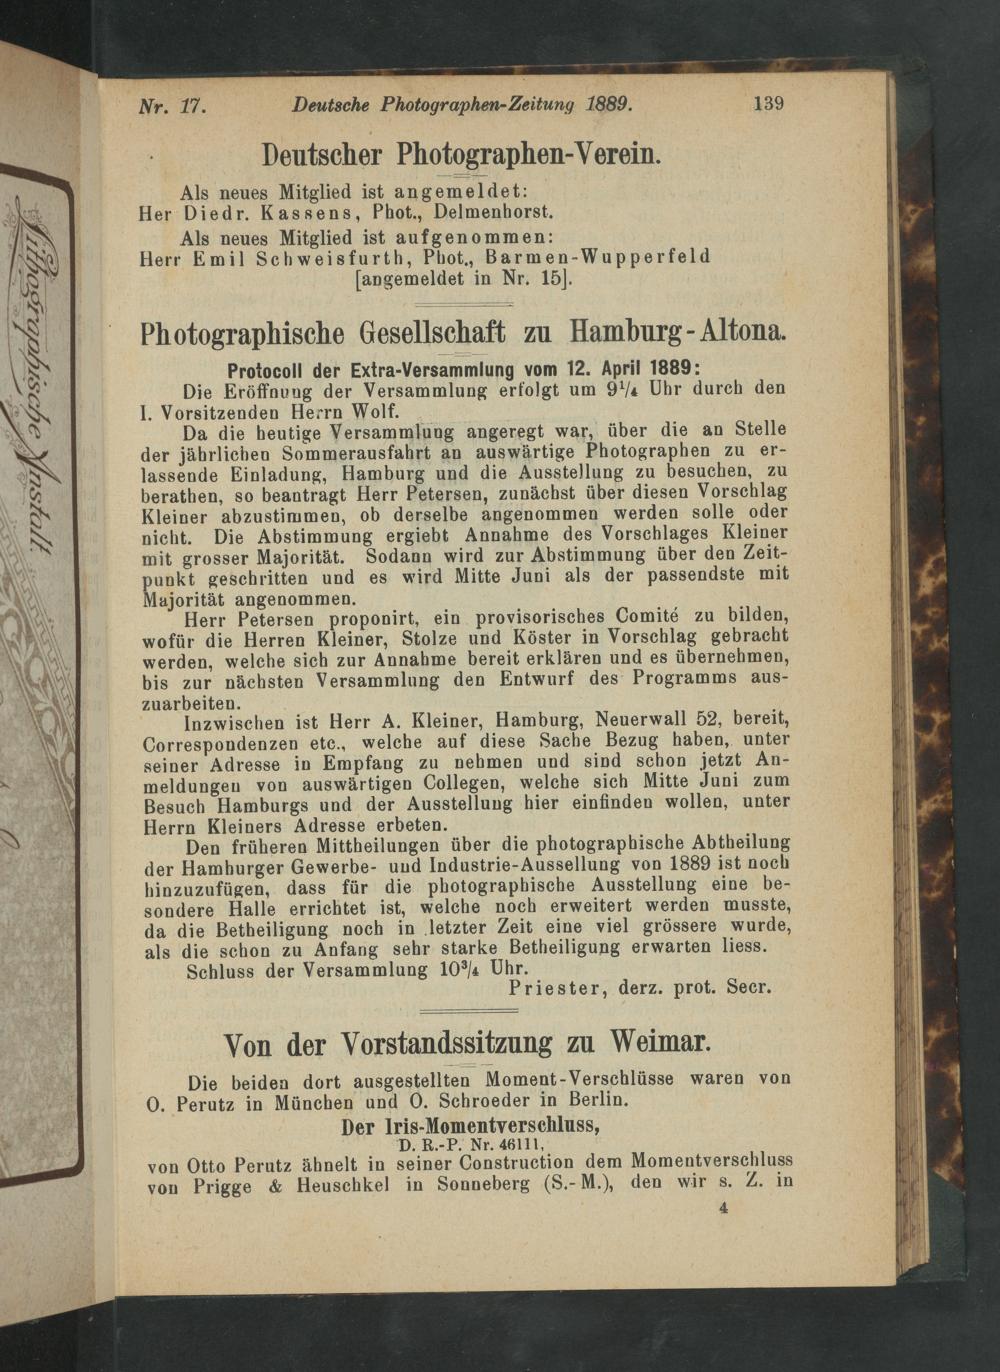 Lithographische Anstalt.
Nr. 17. Deutsche Photographen-Zeitung 1889. 139
Deutscher Photographen-Verein.
Als neues Mitglied ist angemeldet:
Her Diedr. Kassens, Phot., Delmenhorst.
Als neues Mitglied ist aufgenommen:
Herr Emil Schweisfurth, Phot., Barmen-Wupperfeld
[angemeldet in Nr. 15].
Photographische Gesellschaft zu Hamburg-Altona.
Protocoll der Extra-Versammlung vom 12. April 1889:
Die Eröffnung der Versammlung erfolgt um 9¼ Uhr durch den
I. Vorsitzenden Herrn Wolf.
Da die heutige Versammlung angeregt war, über die an Stelle
der jährlichen Sommerausfahrt an auswärtige Photographen zu er-
lassende Einladung, Hamburg und die Ausstellung zu besuchen, zu
berathen, so beantragt Herr Petersen, zunächst über diesen Vorschlag
Kleiner abzustimmen, ob derselbe angenommen werden solle oder
nicht. Die Abstimmung ergiebt Annahme des Vorschlages Kleiner
mit grosser Majorität. Sodann wird zur Abstimmung über den Zeit-
punkt geschritten und es wird Mitte Juni als der passendste mit
Majorität angenommen.
Herr Petersen proponirt, ein provisorisches Comité zu bilden,
wofür die Herren Kleiner, Stolze und Köster in Vorschlag gebracht
werden, welche sich zur Annahme bereit erklären und es übernehmen,
bis zur nächsten Versammlung den Entwurf des Programms aus-
zuarbeiten.
Inzwischen ist Herr A. Kleiner, Hamburg, Neuerwall 52, bereit,
Correspondenzen etc., welche auf diese Sache Bezug haben, unter
seiner Adresse in Empfang zu nehmen und sind schon jetzt An-
meldungen von auswärtigen Collegen, welche sich Mitte Juni zum
Besuch Hamburgs und der Ausstellung hier einfinden wollen, unter
Herrn Kleiners Adresse erbeten.
Den früheren Mittheilungen über die photographische Abtheilung
der Hamburger Gewerbe- und Industrie-Aussellung von 1889 ist noch
hinzuzufügen, dass für die photographische Ausstellung eine be-
sondere Halle errichtet ist, welche noch erweitert werden musste,
da die Betheiligung noch in letzter Zeit eine viel grössere wurde,
als die schon zu Anfang sehr starke Betheiligung erwarten liess.
Schluss der Versammlung 10¾ Uhr.
Priester, derz. prot. Secr.
Von der Vorstandssitzung zu Weimar.
Die beiden dort ausgestellten Moment-Verschlüsse waren von
O. Perutz in München und O. Schroeder in Berlin.
Der Iris-Momentverschluss,
D. R.-P. Nr. 46111,
von Otto Perutz ähnelt in seiner Construction dem Momentverschluss
von Prigge & Heuschkel in Sonneberg (S.-M.), den wir s. Z. in
4